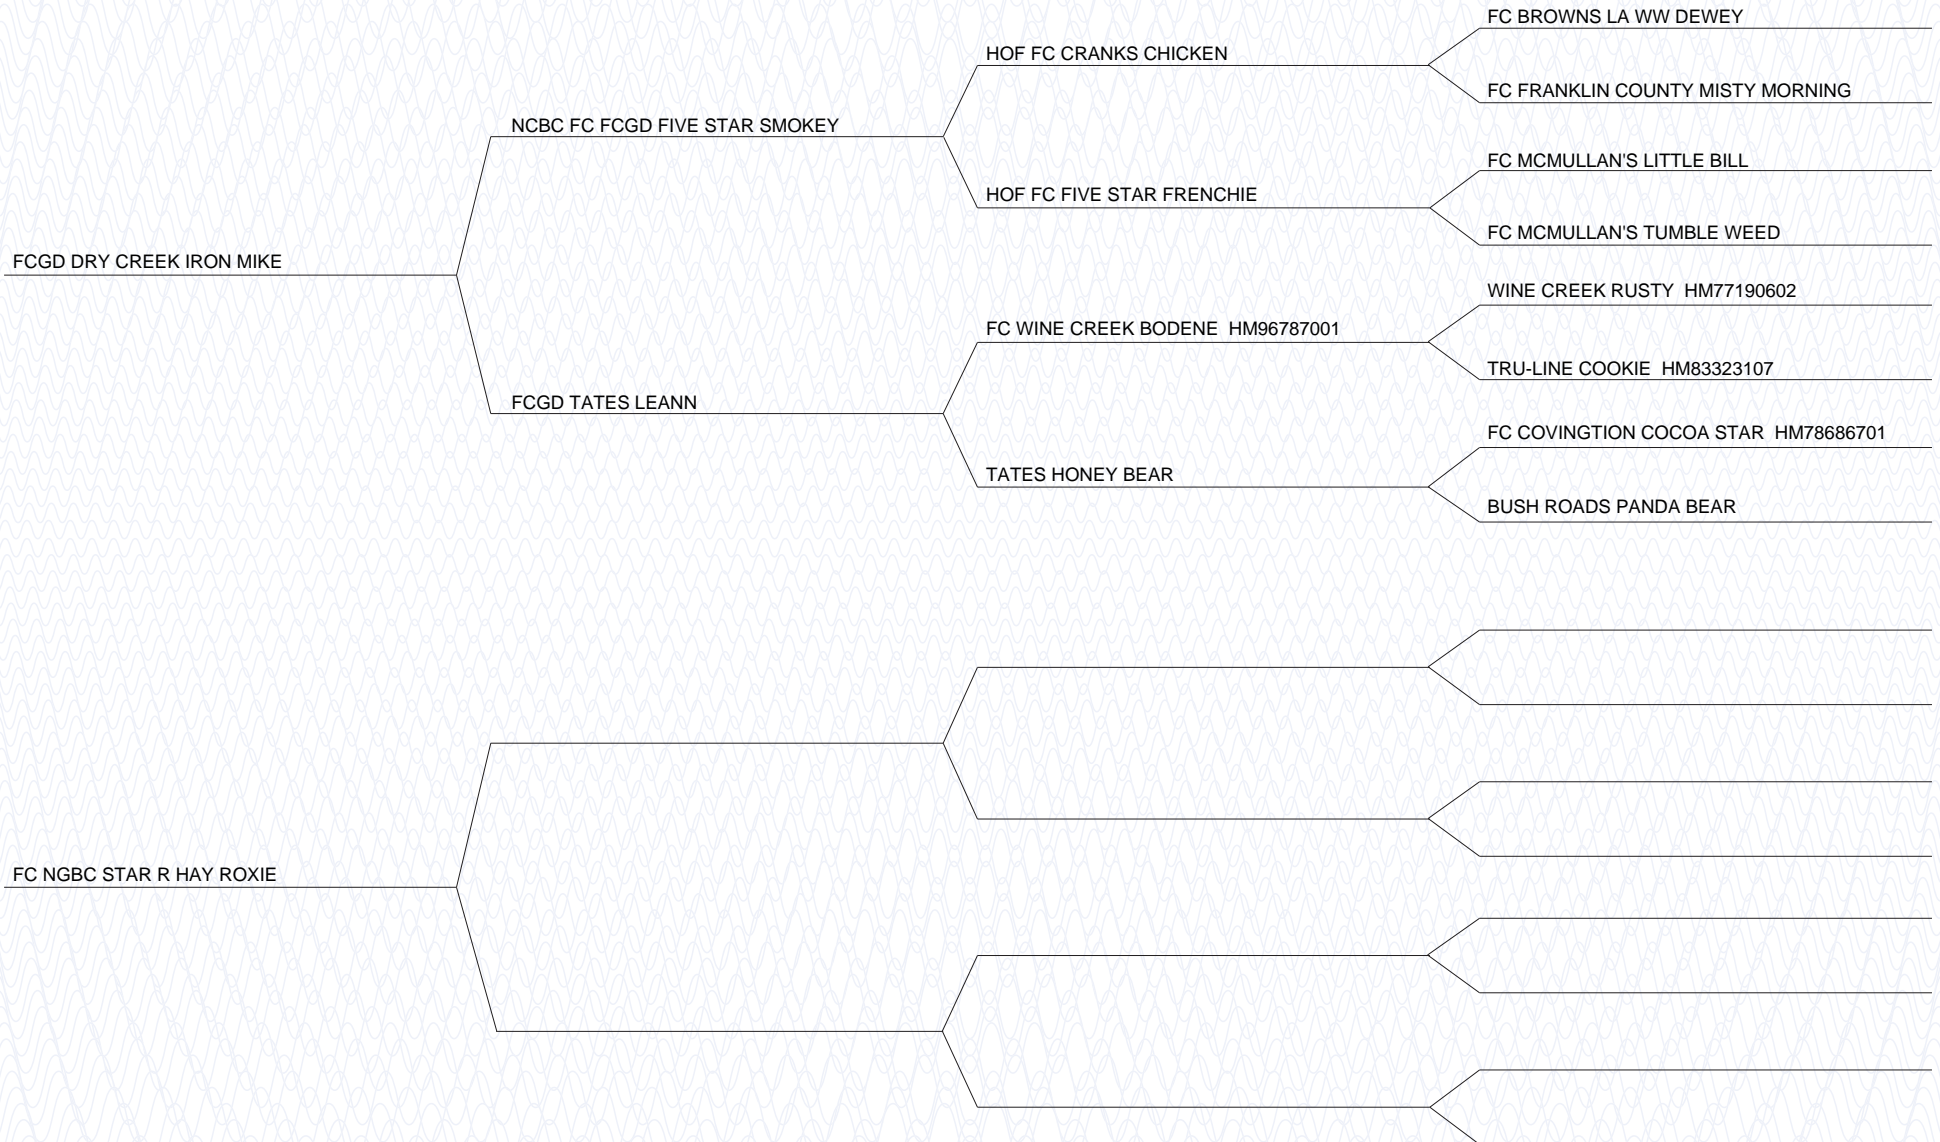 FC BROWNS LA WW DEWEY
HOF FC CRANKS CHICKEN
FC FRANKLIN COUNTY MISTY MORNING
NCBC FC FCGD FIVE STAR SMOKEY
FC MCMULLAN'S LITTLE BILL
HOF FC FIVE STAR FRENCHIE
FC MCMULLAN'S TUMBLE WEED
FCGD DRY CREEK IRON MIKE
WINE CREEK RUSTY HM77190602
FC WINE CREEK BODENE HM96787001
TRU-LINE COOKIE HM83323107
FCGD TATES LEANN
FC COVINGTION COCOA STAR HM78686701
TATES HONEY BEAR
BUSH ROADS PANDA BEAR
FC NGBC STAR R HAY ROXIE